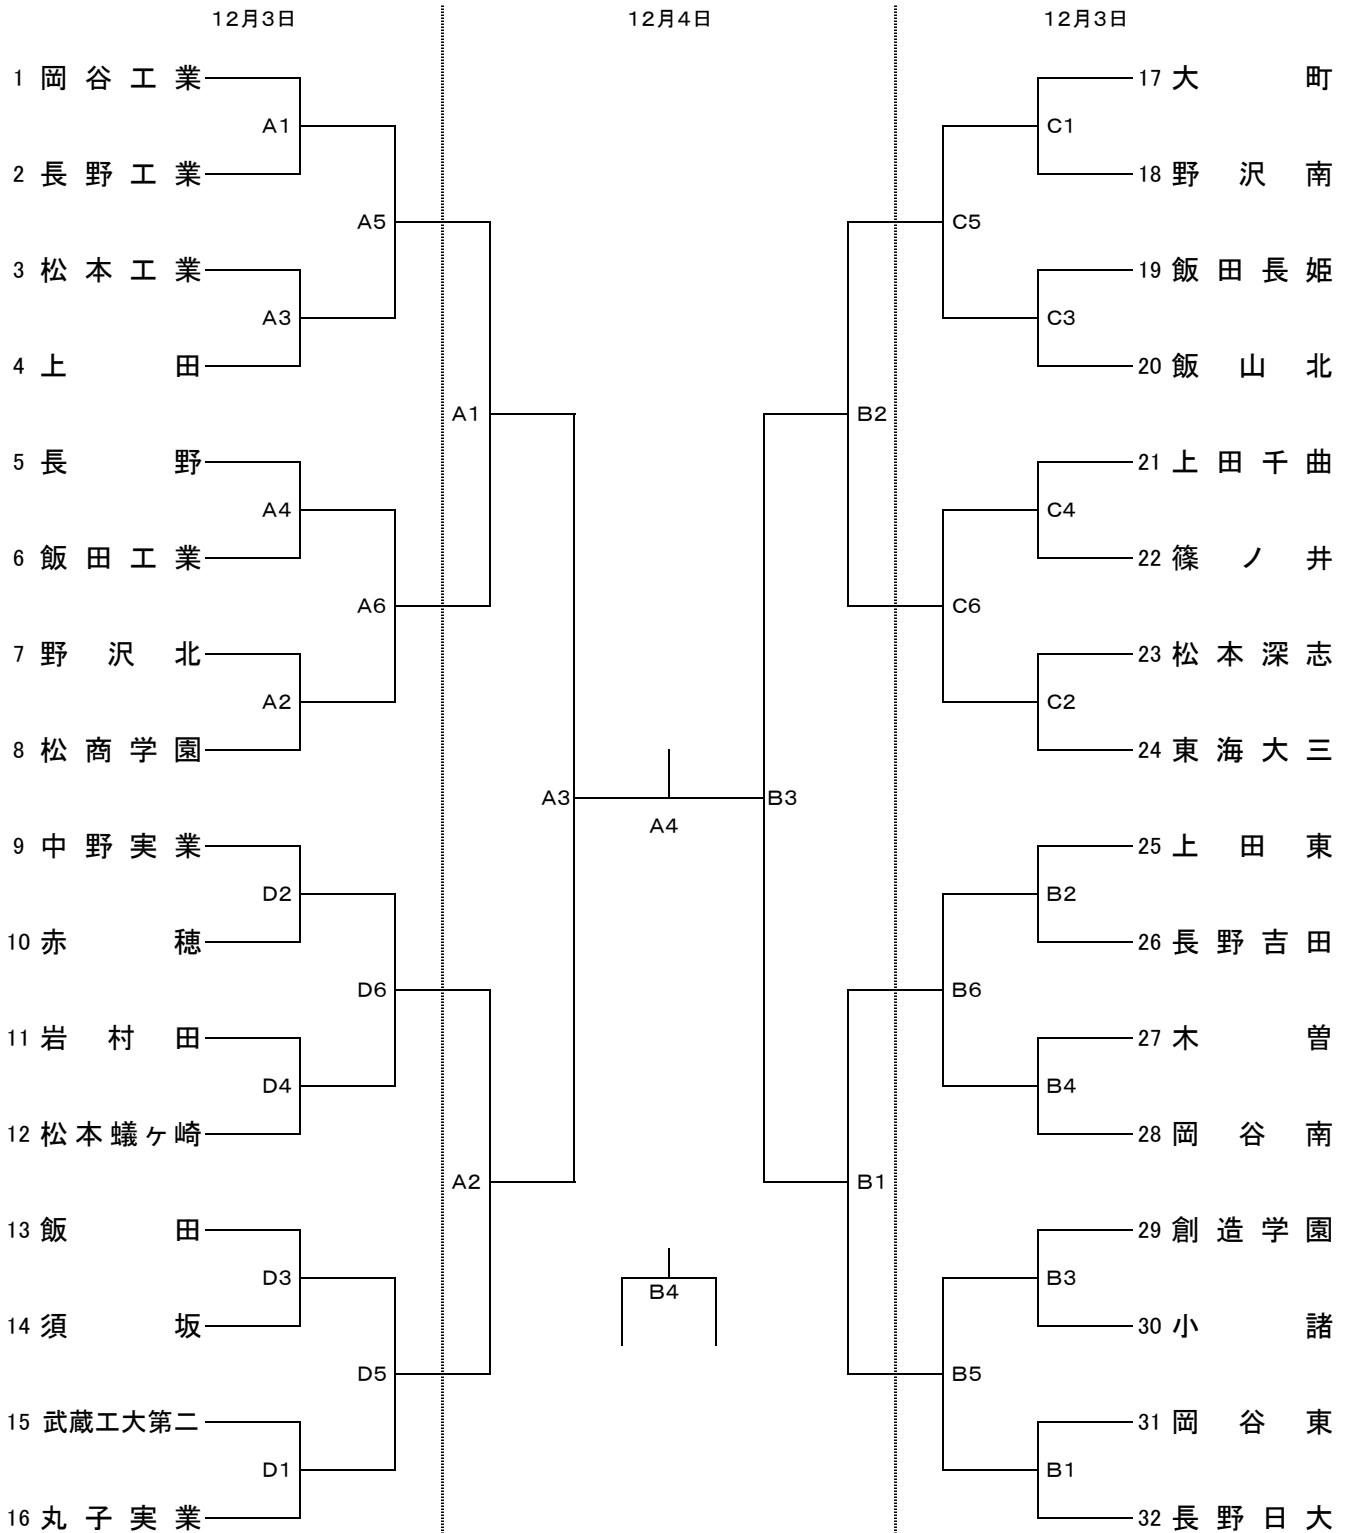 12月3日
12月4日
12月3日
1 岡谷工業
17 大町
A1
C1
2 長野工業
18 野沢南
A5
C5
3 松本工業
19 飯田長姫
A3
C3
4 上田
20 飯山北
A1
B2
5 長野
21 上田千曲
A4
C4
6 飯田工業
22 篠ノ井
A6
C6
7 野沢北
23 松本深志
A2
C2
8 松商学園
24 東海大三
A3
B3
A4
9 中野実業
25 上田東
D2
B2
10 赤穂
26 長野吉田
D6
B6
11 岩村田
27 木曽
D4
B4
12 松本蟻ヶ崎
28 岡谷南
A2
B1
13 飯田
29 創造学園
D3
B3
B4
14 須坂
30 小諸
D5
B5
15 武蔵工大第二
31 岡谷東
D1
B1
16 丸子実業
32 長野日大